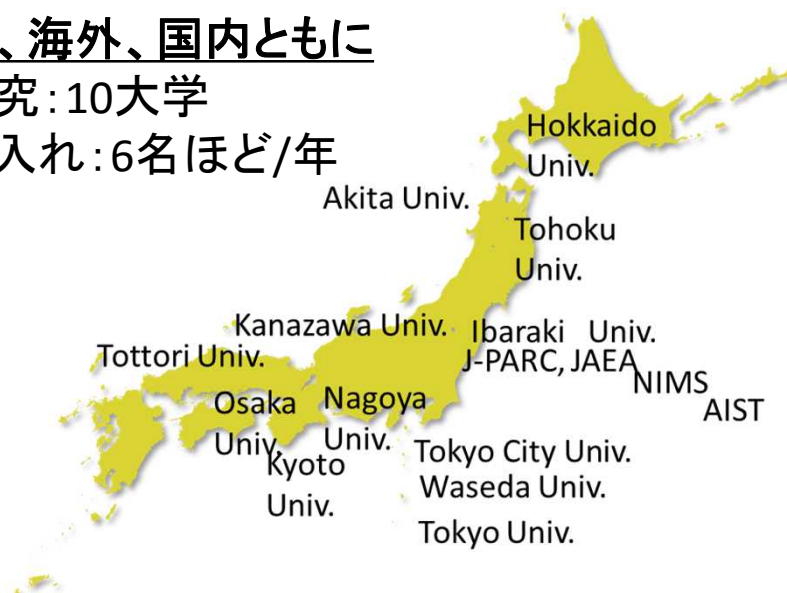 、海外、国内ともに
究：10大学
入れ：6名ほど/年
Hokkaido
Univ.
Akita Univ.
Tohoku
Univ.
Kanazawa Univ.
Ibaraki Univ.
Tottori Univ.
J-PARC, JAEA
NIMS
AIST
Osaka
Univ.
Nagoya
Univ.
Kyoto
Univ.
Tokyo City Univ.
Waseda Univ.
Tokyo Univ.